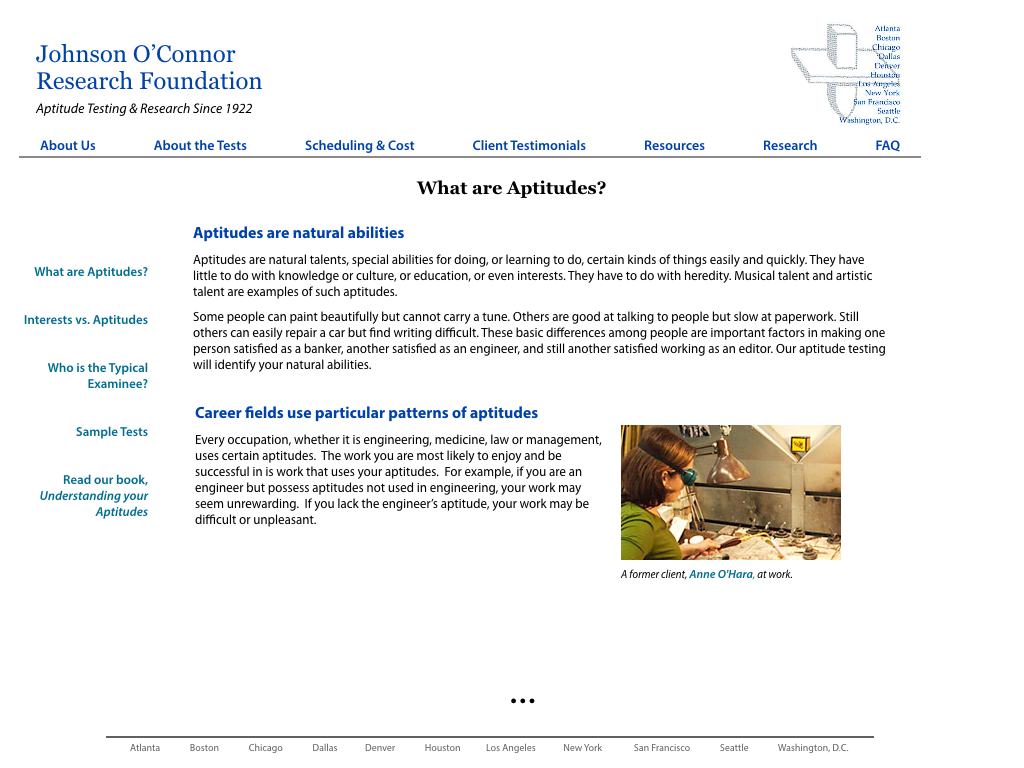 Johnson O’Connor
Research Foundation
Aptitude Testing & Research Since 1922
Atlanta
Boston
Chicago
Dallas
Denver
Houston
Los Angeles
New York
San Francisco
Seattle
Washington, D.C.
About Us About the Tests Scheduling & Cost Client Testimonials Resources Research FAQ
What are Aptitudes?
What are Aptitudes?
Interests vs. Aptitudes
Who is the Typical
Examinee?
Sample Tests
Read our book,
Understanding your
Aptitudes
Aptitudes are natural abilities
Aptitudes are natural talents, special abilities for doing, or learning to do, certain kinds of things easily and quickly. They have
little to do with knowledge or culture, or education, or even interests. They have to do with heredity. Musical talent and artistic
talent are examples of such aptitudes.
Some people can paint beautifully but cannot carry a tune. Others are good at talking to people but slow at paperwork. Still
others can easily repair a car but find writing difficult. These basic differences among people are important factors in making one
person satisfied as a banker, another satisfied as an engineer, and still another satisfied working as an editor. Our aptitude testing
will identify your natural abilities.
Career fields use particular patterns of aptitudes
Every occupation, whether it is engineering, medicine, law or management,
uses certain aptitudes. The work you are most likely to enjoy and be
successful in is work that uses your aptitudes. For example, if you are an
engineer but possess aptitudes not used in engineering, your work may
seem unrewarding. If you lack the engineer’s aptitude, your work may be
difficult or unpleasant.
A former client, Anne O’Hara, at work.
...
Atlanta Boston Chicago Dallas Denver Houston Los Angeles New York San Francisco Seattle Washington, D.C.